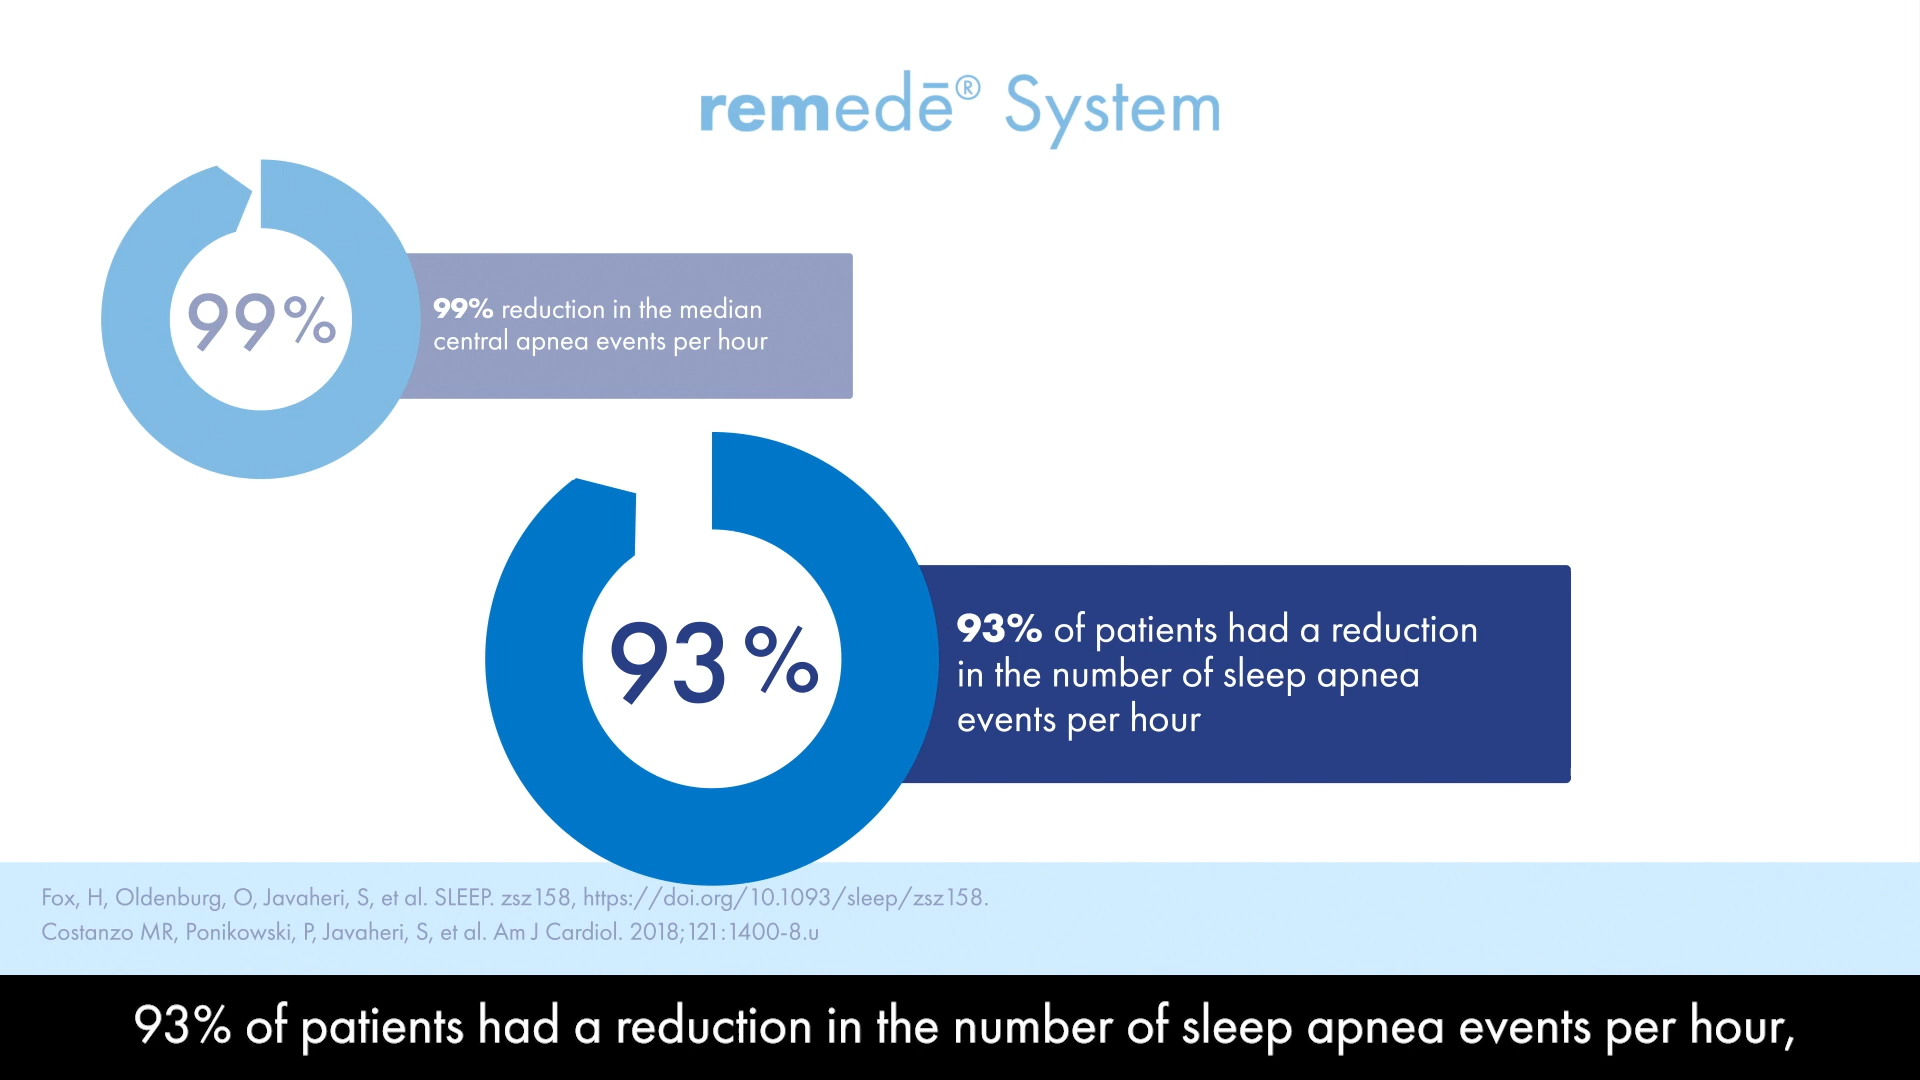 remedē® System
99%
99% reduction in the median
central apnea events per hour
93%
93% of patients had a reduction
in the number of sleep apnea
events per hour
Fox, H, Oldenburg, O, Javaheri, S, et al. SLEEP. zsz158, https://doi.org/10.1093/sleep/zsz158.
Costanzo MR, Ponikowski, P, Javaheri, S, et al. Am J Cardiol. 2018;121:1400-8.u
93% of patients had a reduction in the number of sleep apnea events per hour,